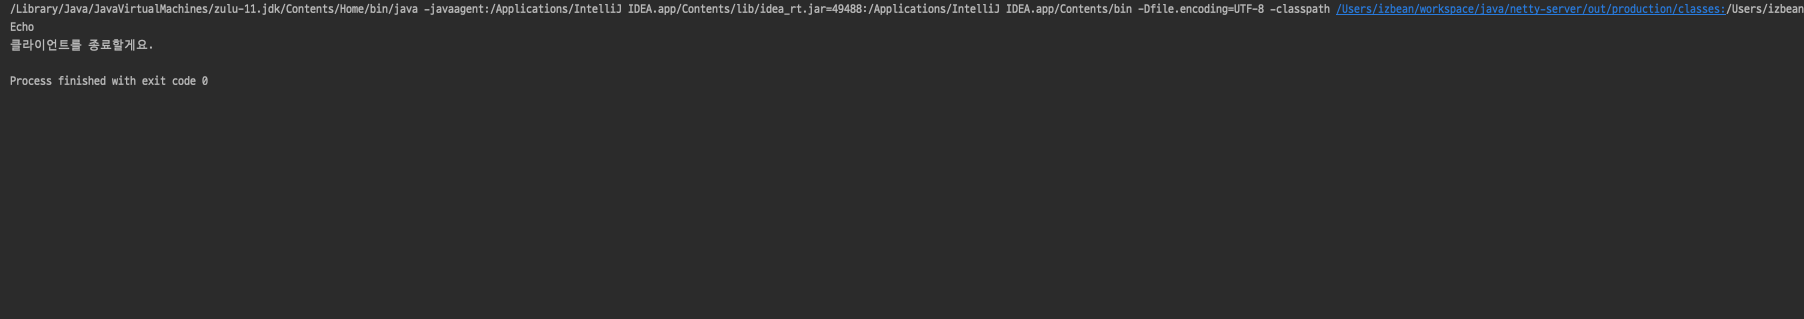 /Library/Java/JavaVirtualMachines/zulu-11.jdk/Contents/Home/bin/java -javaagent:/Applications/IntelliJ IDEA.app/Contents/lib/idea_rt.jar=49488:/Applications/IntelliJ IDEA.app/Contents/bin -Dfile.encoding=UTF-8 -classpath /Users/izbean/workspace/java/netty-server/out/production/classes:/Users/izbean
Echo
클라이언트를 종료할게요.
Process finished with exit code 0